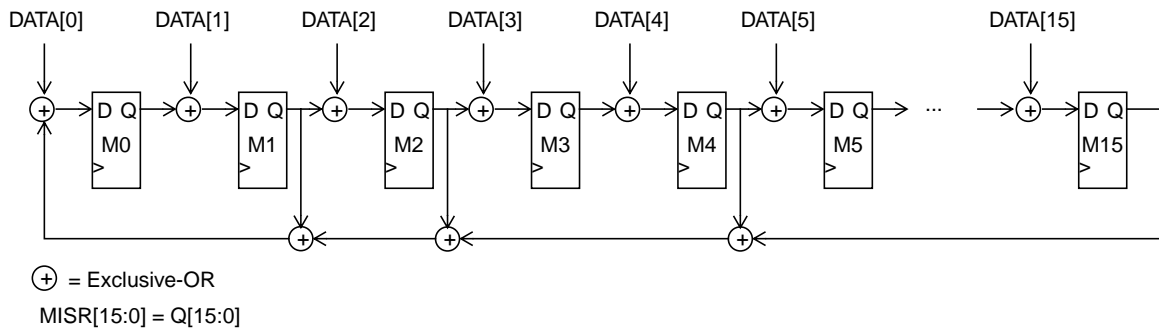 DATA[0] DATA[1] DATA[2] DATA[3] DATA[4] DATA[5] DATA[15]
+ D Q + D Q + D Q + D Q + D Q + D Q ... + D Q
M0 M1 M2 M3 M4 M5 M15
> > > > > > >
+ + +
+ = Exclusive-OR
MISR[15:0] = Q[15:0]